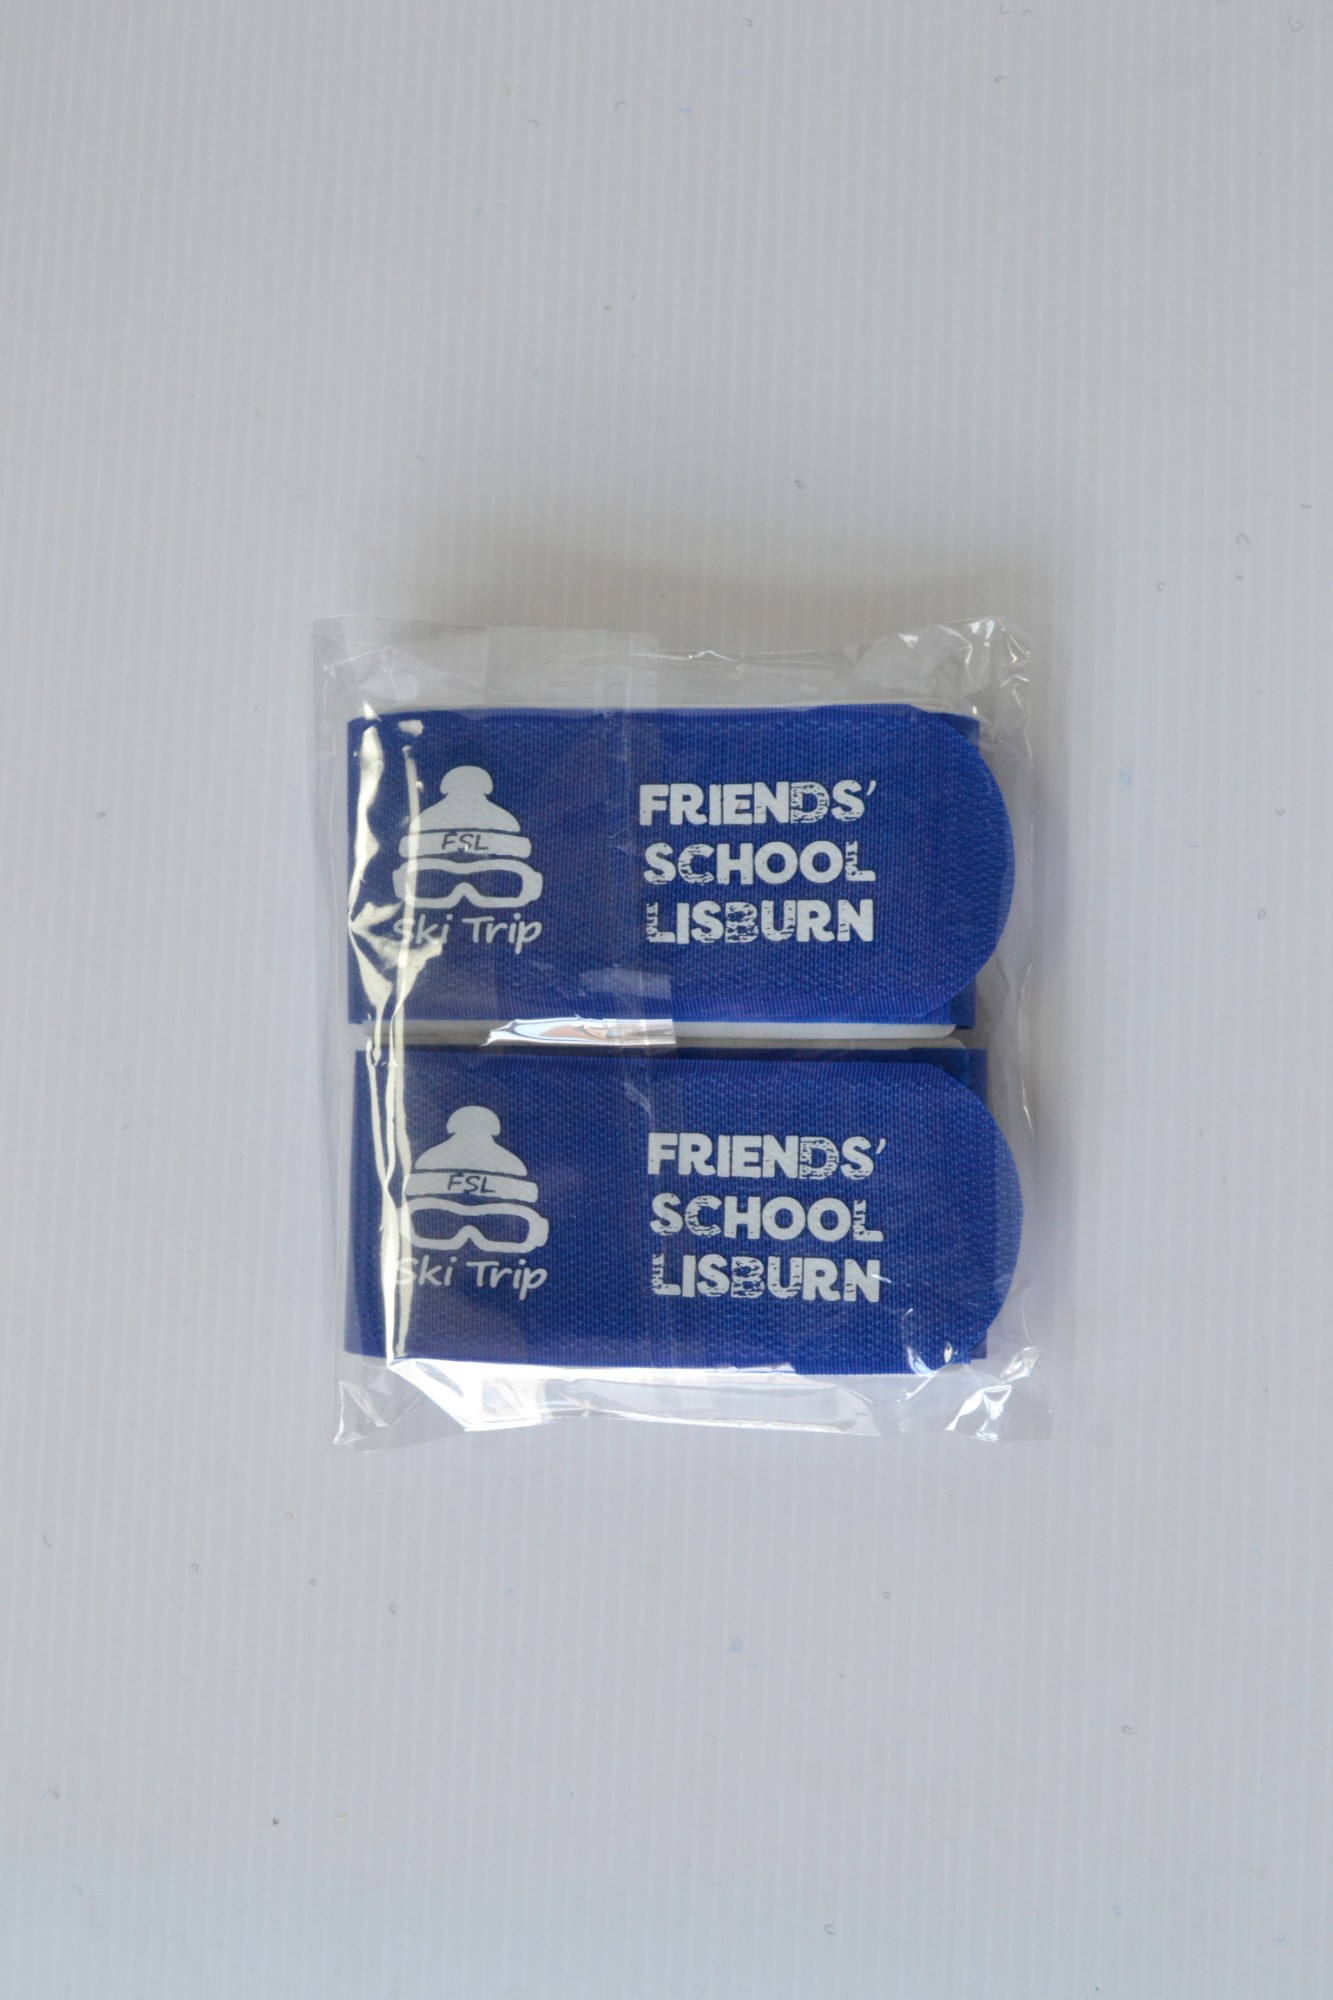 FSL
Ski Trip
FRIENDS'
SCHOOL
LISBURN
FSL
Ski Trip
FRIENDS'
SCHOOL
LISBURN